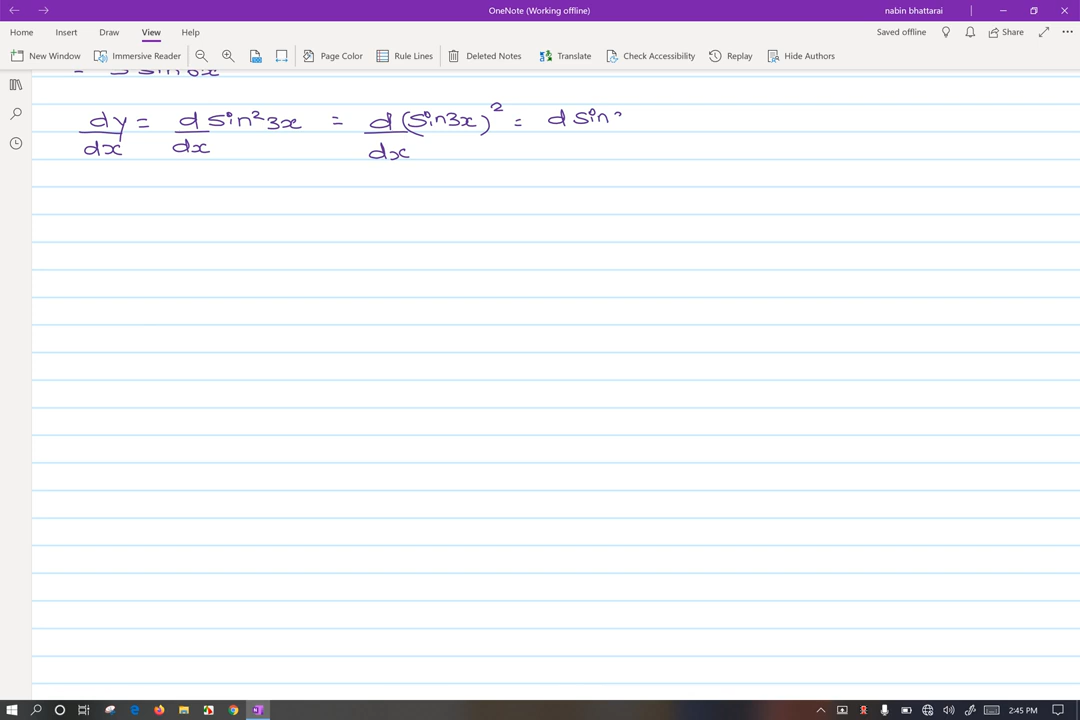 OneNote (Working offline)
nabin bhattarai
Home Insert Draw View Help
Saved offline Share
New Window Immersive Reader Page Color Rule Lines Deleted Notes Translate Check Accessibility Replay Hide Authors
dy/dx = d/dx sin²3x = d/dx (sin3x)² = d sin
2:45 PM